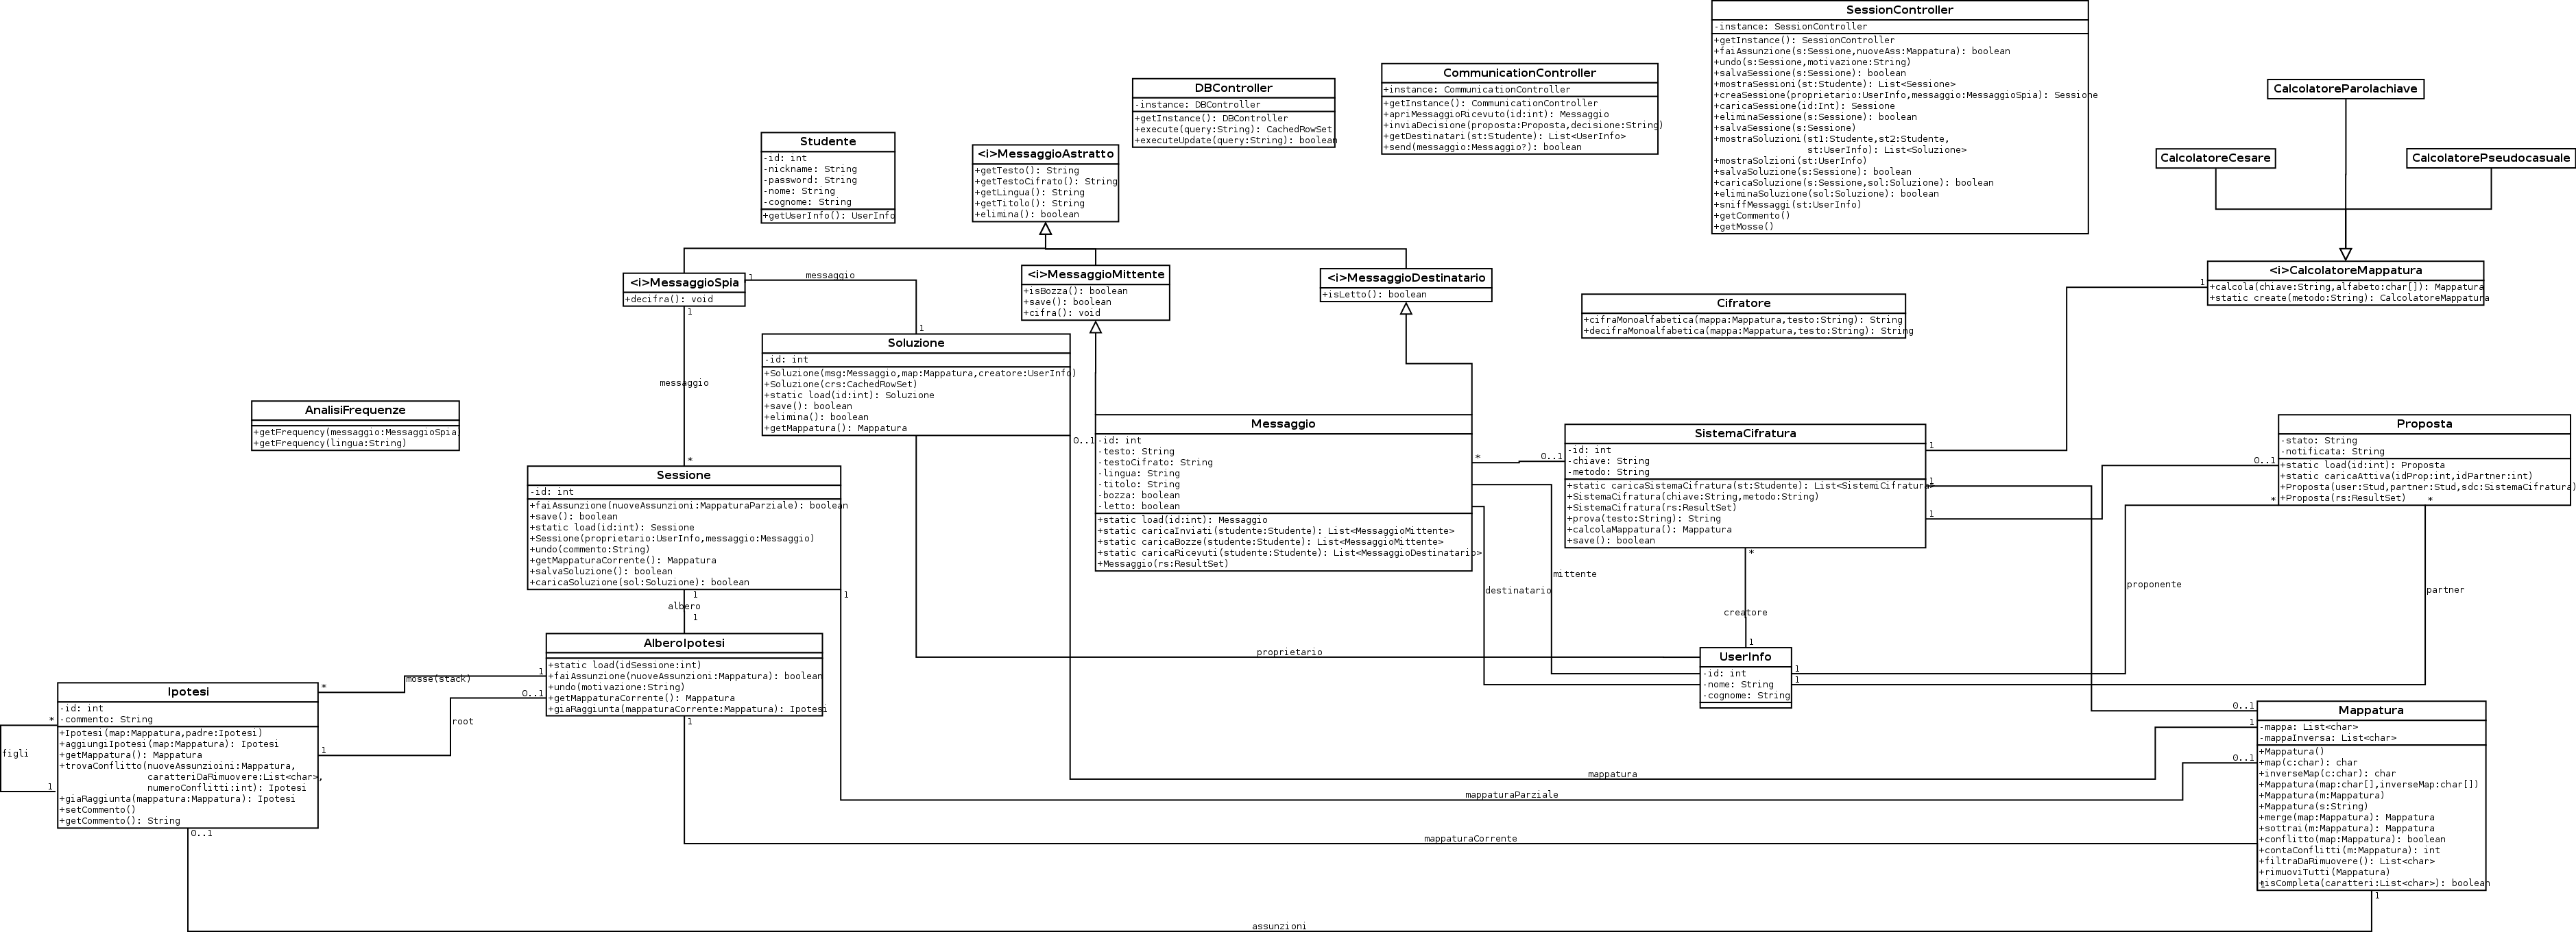 SessionController
-instance: SessionController
+getInstance(): SessionController
+faiAssunzione(s:Sessione,nuoveAss:Mappatura): boolean
+undo(s:Sessione,motivazione:String)
+salvaSessione(s:Sessione): boolean
+mostraSessioni(st:Studente): List<Sessione>
+creaSessione(proprietario:UserInfo,messaggio:MessaggioSpia): Sessione
+caricaSessione(id:Int): Sessione
+eliminaSessione(s:Sessione): boolean
+salvaSessione(s:Sessione)
+mostraSoluzioni(st1:Studente,st2:Studente,
st:UserInfo): List<Soluzione>
+mostraSolzioni(st:UserInfo)
+salvaSoluzione(s:Sessione): boolean
+caricaSoluzione(s:Sessione,sol:Soluzione): boolean
+eliminaSoluzione(sol:Soluzione): boolean
+sniffMessaggi(st:UserInfo)
+getCommento()
+getMosse()
CommunicationController
+instance: CommunicationController
+getInstance(): CommunicationController
+apriMessaggioRicevuto(id:int): Messaggio
+inviaDecisione(proposta:Proposta,decisione:String)
+getDestinatari(st:Studente): List<UserInfo>
+send(messaggio:Messaggio?): boolean
DBController
-instance: DBController
+getInstance(): DBController
+execute(query:String): CachedRowSet
+executeUpdate(query:String): boolean
CalcolatoreParolachiave
CalcolatoreCesare
CalcolatorePseudocasuale
Studente
-id: int
-nickname: String
-password: String
-nome: String
-cognome: String
+getUserInfo(): UserInfo
<i>MessaggioAstratto
+getTesto(): String
+getTestoCifrato(): String
+getLingua(): String
+getTitolo(): String
+elimina(): boolean
<i>MessaggioSpia
+decifra(): void
1
messaggio
1
1
messaggio
*
<i>MessaggioMittente
+isBozza(): boolean
+save(): boolean
+cifra(): void
<i>MessaggioDestinatario
+isLetto(): boolean
Cifratore
+cifraMonoalfabetica(mappa:Mappatura,testo:String): String
+decifraMonoalfabetica(mappa:Mappatura,testo:String): String
<i>CalcolatoreMappatura
+calcola(chiave:String,alfabeto:char[]): Mappatura
+static create(metodo:String): CalcolatoreMappatura
1
Soluzione
-id: int
+Soluzione(msg:Messaggio,map:Mappatura,creatore:UserInfo)
+Soluzione(crs:CachedRowSet)
+static load(id:int): Soluzione
+save(): boolean
+elimina(): boolean
+getMappatura(): Mappatura
0..1
AnalisiFrequenze
+getFrequency(messaggio:MessaggioSpia)
+getFrequency(lingua:String)
Messaggio
-id: int
-testo: String
-testoCifrato: String
-lingua: String
-titolo: String
-bozza: boolean
-letto: boolean
+static load(id:int): Messaggio
+static caricaInviati(studente:Studente): List<MessaggioMittente>
+static caricaBozze(studente:Studente): List<MessaggioMittente>
+static caricaRicevuti(studente:Studente): List<MessaggioDestinatario>
+Messaggio(rs:ResultSet)
*
0..1
SistemaCifratura
-id: int
-chiave: String
-metodo: String
+static caricaSistemaCifratura(st:Studente): List<SistemiCifratura>
+SistemaCifratura(chiave:String,metodo:String)
+SistemaCifratura(rs:ResultSet)
+prova(testo:String): String
+calcolaMappatura(): Mappatura
+save(): boolean
1
1
1
*
Proposta
-stato: String
-notificata: String
+static load(id:int): Proposta
+static caricaAttiva(idProp:int,idPartner:int)
+Proposta(user:Stud,partner:Stud,sdc:SistemaCifratura)
+Proposta(rs:ResultSet)
0..1
*
*
Sessione
-id: int
+faiAssunzione(nuoveAssunzioni:MappaturaParziale): boolean
+save(): boolean
+static load(id:int): Sessione
+Sessione(proprietario:UserInfo,messaggio:Messaggio)
+undo(commento:String)
+getMappaturaCorrente(): Mappatura
+salvaSoluzione(): boolean
+caricaSoluzione(sol:Soluzione): boolean
1
albero
1
1
destinatario
mittente
creatore
proponente
partner
proprietario
AlberoIpotesi
+static load(idSessione:int)
+faiAssunzione(nuoveAssunzioni:Mappatura): boolean
+undo(motivazione:String)
+getMappaturaCorrente(): Mappatura
+giaRaggiunta(mappaturaCorrente:Mappatura): Ipotesi
1
0..1
1
mosse(stack)
root
UserInfo
-id: int
-nome: String
-cognome: String
1
1
1
Ipotesi
-id: int
-commento: String
+Ipotesi(map:Mappatura,padre:Ipotesi)
+aggiungiIpotesi(map:Mappatura): Ipotesi
+getMappatura(): Mappatura
+trovaConflitto(nuoveAssunzioini:Mappatura,
caratteriDaRimuovere:List<char>,
numeroConflitti:int): Ipotesi
+giaRaggiunta(mappatura:Mappatura): Ipotesi
+setCommento()
+getCommento(): String
*
1
*
figli
1
0..1
Mappatura
-mappa: List<char>
-mappaInversa: List<char>
+Mappatura()
+map(c:char): char
+inverseMap(c:char): char
+Mappatura(map:char[],inverseMap:char[])
+Mappatura(m:Mappatura)
+Mappatura(s:String)
+merge(map:Mappatura): Mappatura
+sottrai(m:Mappatura): Mappatura
+conflitto(map:Mappatura): boolean
+contaConflitti(m:Mappatura): int
+filtraDaRimuovere(): List<char>
+rimuoviTutti(Mappatura)
+isCompleta(caratteri:List<char>): boolean
0..1
1
0..1
1
1
mappatura
mappaturaParziale
mappaturaCorrente
assunzioni